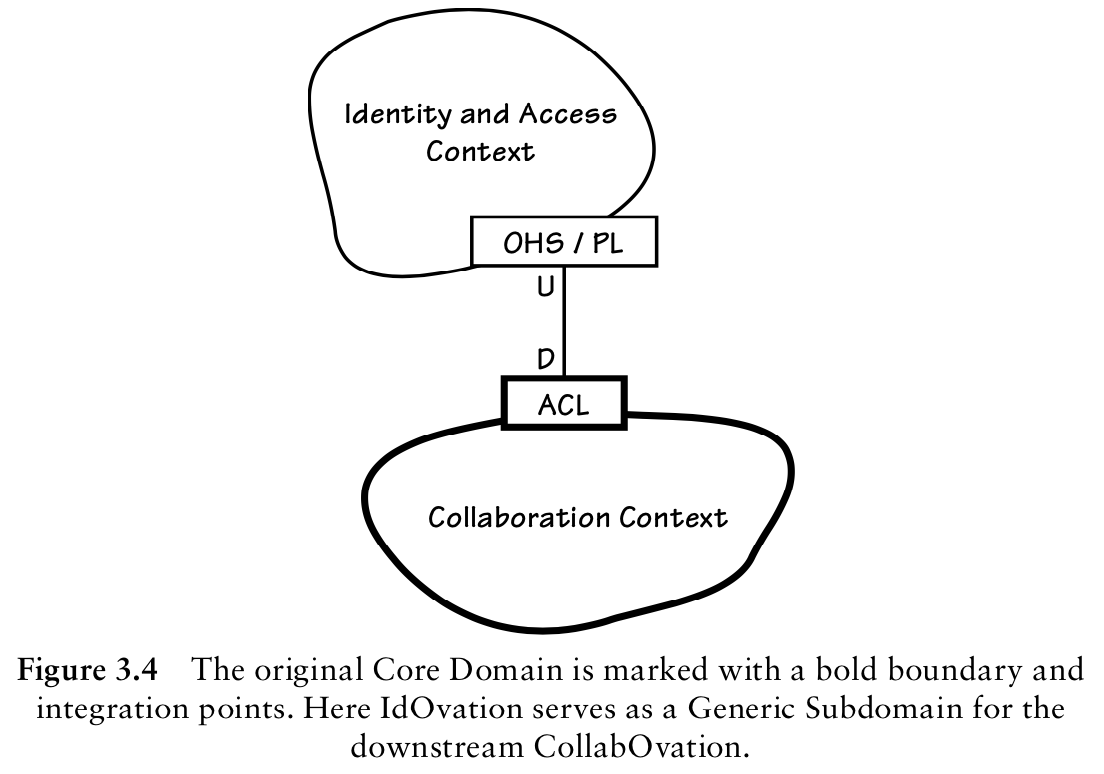 Identity and Access
Context
OHS / PL
U
D
ACL
Collaboration Context
Figure 3.4 The original Core Domain is marked with a bold boundary and
integration points. Here IdOvation serves as a Generic Subdomain for the
downstream CollabOvation.